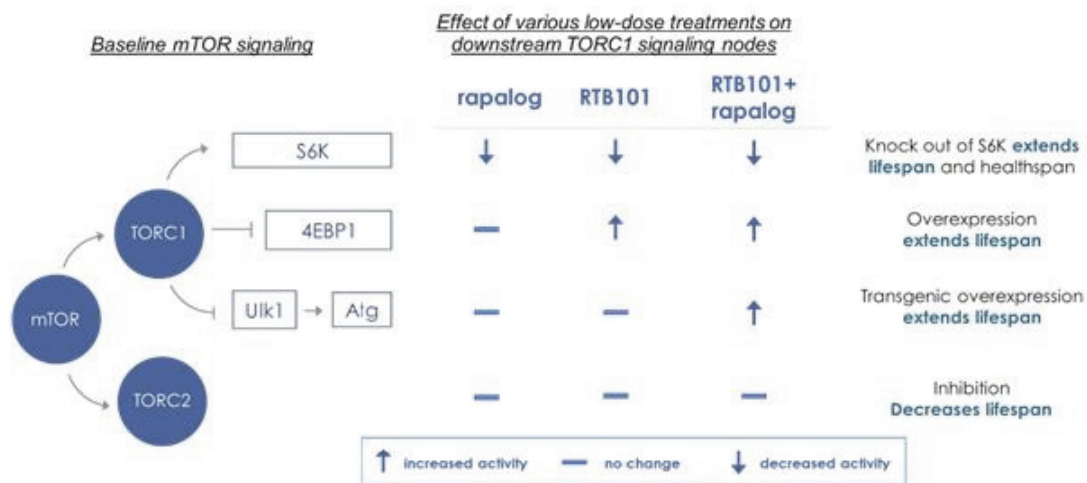 Baseline mTOR signaling
Effect of various low-dose treatments on
downstream TORC1 signaling nodes
rapalog
RTB101
RTB101+
rapalog
S6K
Knock out of S6K extends
lifespan and healthspan
TORC1
4EBP1
Overexpression
extends lifespan
mTOR
Ulk1
Atg
Transgenic overexpression
extends lifespan
TORC2
Inhibition
Decreases lifespan
increased activity
no change
decreased activity